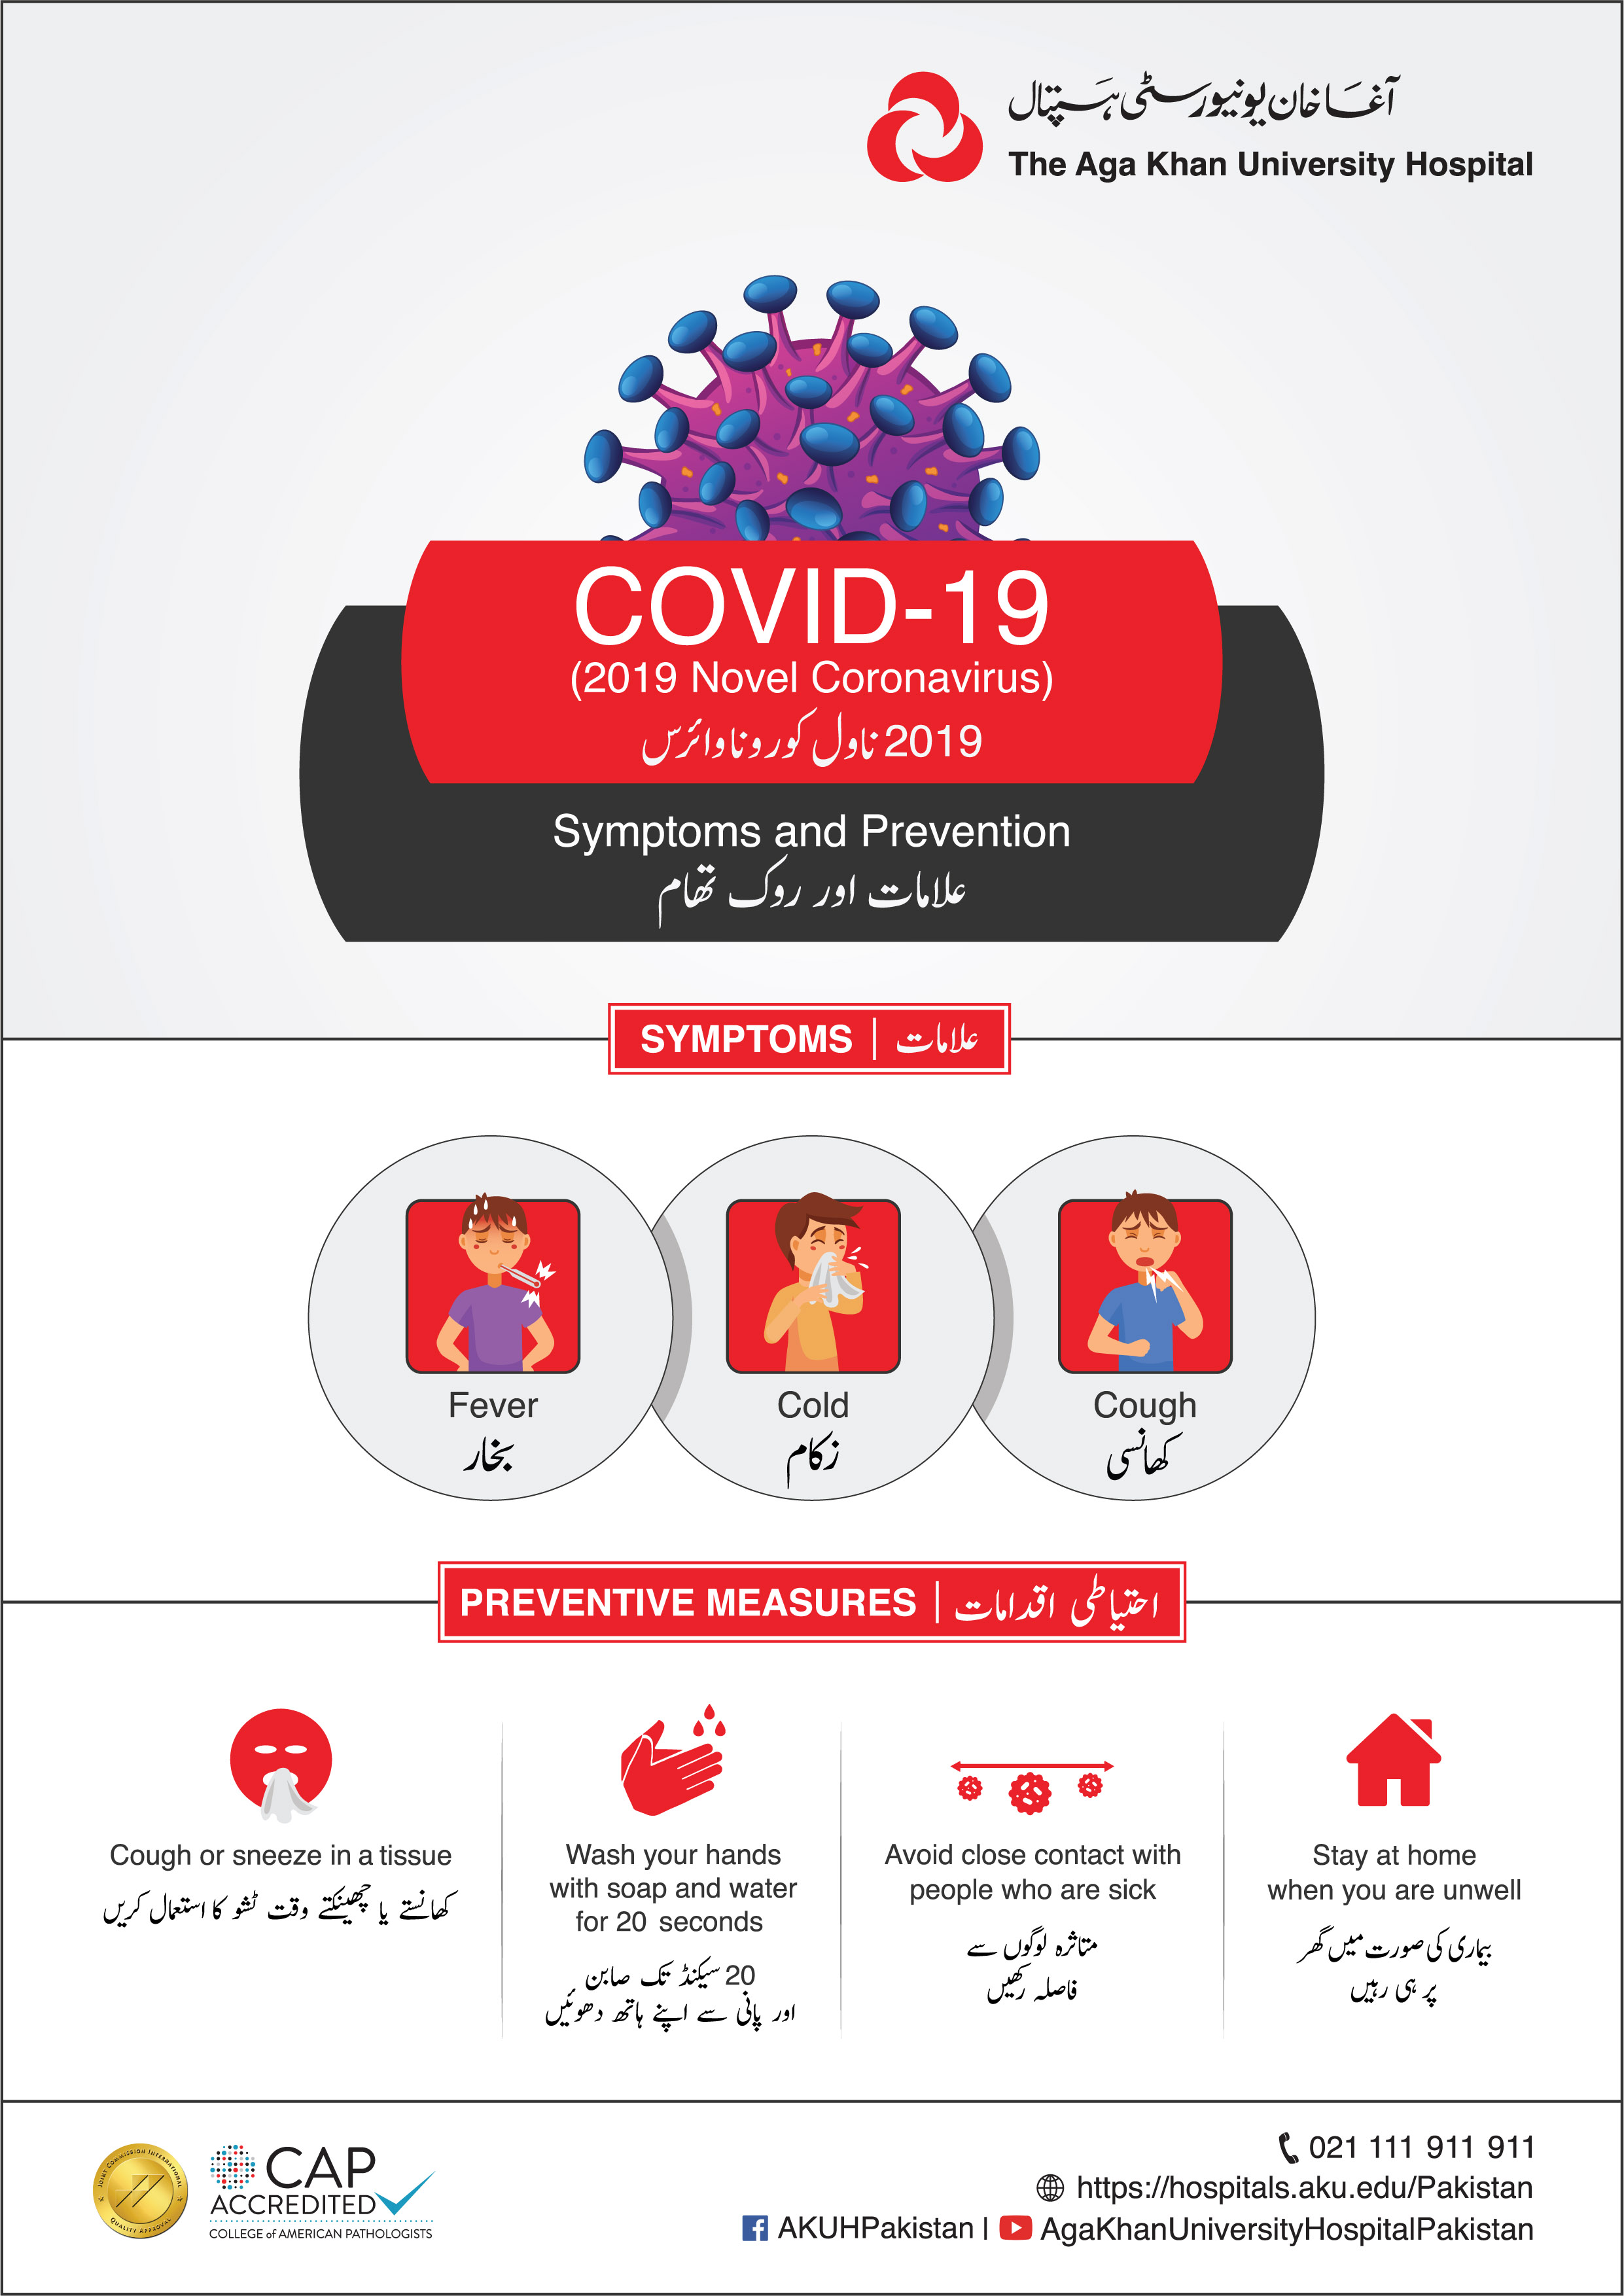 آغا خان یونیورسٹی ہسپتال
The Aga Khan University Hospital
COVID-19
(2019 Novel Coronavirus)
2019 ناول کورونا وائرس
Symptoms and Prevention
علامات اور روک تھام
SYMPTOMS | علامات
Fever
بخار
Cold
زکام
Cough
کھانسی
PREVENTIVE MEASURES | احتیاطی اقدامات
Cough or sneeze in a tissue
کھانستے یا چھینکتے وقت ٹشو کا استعمال کریں
Wash your hands
with soap and water
for 20 seconds
20 سیکنڈ تک صابن
اور پانی سے اپنے ہاتھ دھوئیں
Avoid close contact with
people who are sick
متاثرہ لوگوں سے
فاصلہ رکھیں
Stay at home
when you are unwell
بیماری کی صورت میں گھر
پر ہی رہیں
JOINT COMMISSION INTERNATIONAL
QUALITY APPROVAL
CAP
ACCREDITED
COLLEGE of AMERICAN PATHOLOGISTS
021 111 911 911
https://hospitals.aku.edu/Pakistan
AKUHPakistan | AgaKhanUniversityHospitalPakistan